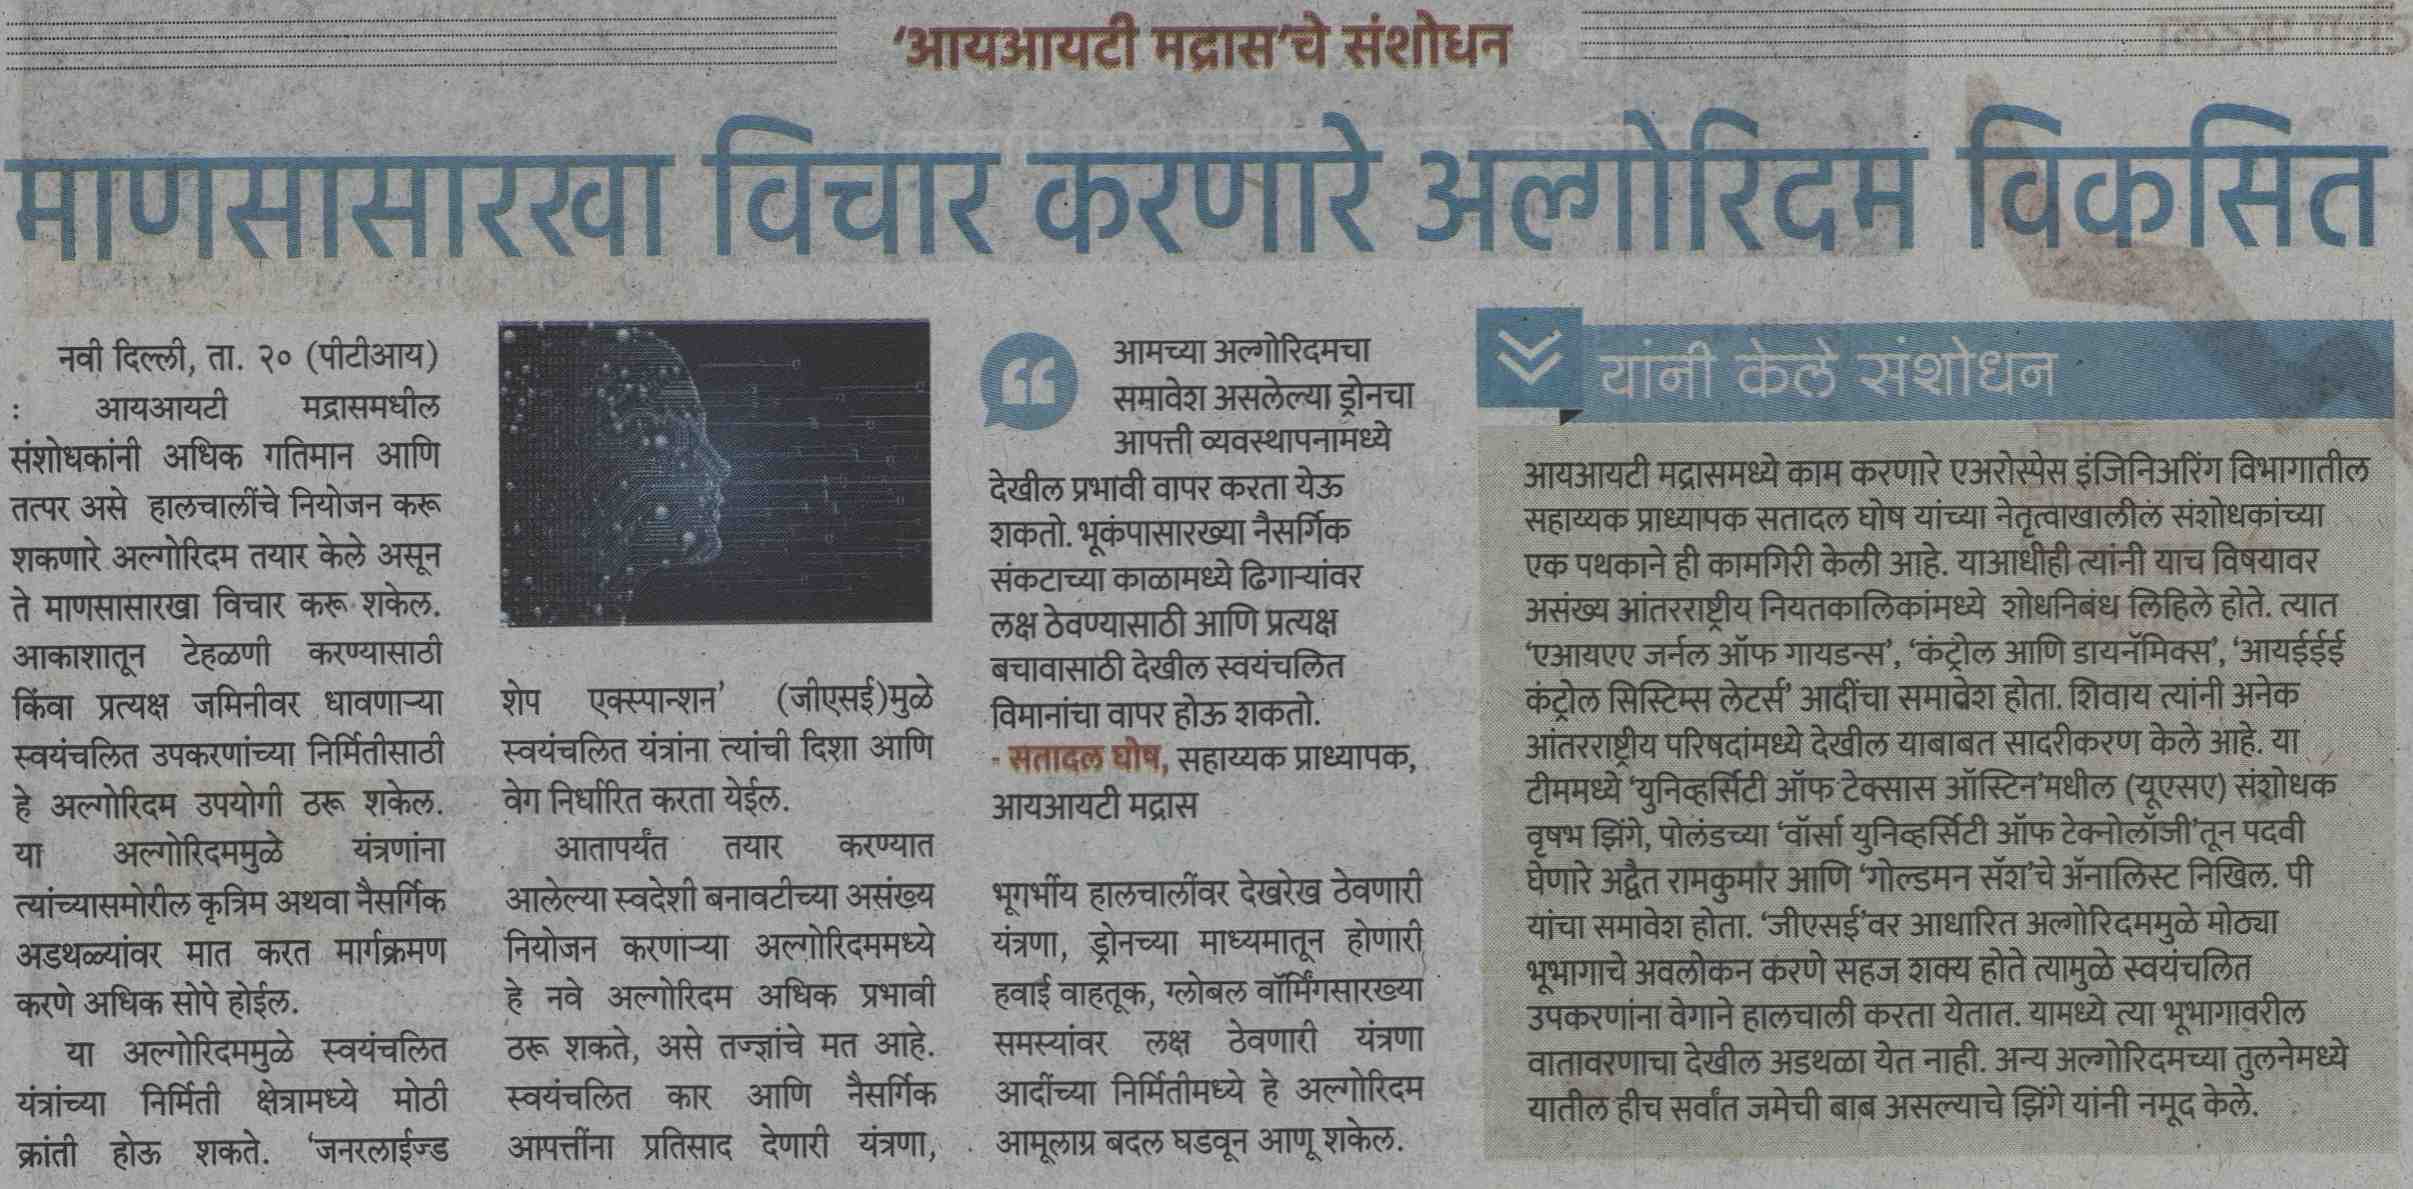 ‘आयआयटी मद्रास’चे संशोधन
माणसासारखा विचार करणारे अल्गोरिदम विकसित
नवी दिल्ली, ता. २० (पीटीआय)
: आयआयटी मद्रासमधील
संशोधकांनी अधिक गतिमान आणि
तत्पर असे हालचालींचे नियोजन करू
शकणारे अल्गोरिदम तयार केले असून
ते माणसासारखा विचार करू शकेल.
आकाशातून टेहळणी करण्यासाठी
किंवा प्रत्यक्ष जमिनीवर धावणाऱ्या
स्वयंचलित उपकरणांच्या निर्मितीसाठी
हे अल्गोरिदम उपयोगी ठरू शकेल.
या अल्गोरिदममुळे यंत्रणांना
त्यांच्यासमोरील कृत्रिम अथवा नैसर्गिक
अडथळ्यांवर मात करत मार्गक्रमण
करणे अधिक सोपे होईल.
या अल्गोरिदममुळे स्वयंचलित
यंत्रांच्या निर्मिती क्षेत्रामध्ये मोठी
क्रांती होऊ शकते. ‘जनरलाईज्ड
शेप एक्स्पान्शन’ (जीएसई)मुळे
स्वयंचलित यंत्रांना त्यांची दिशा आणि
वेग निर्धारित करता येईल.
आतापर्यंत तयार करण्यात
आलेल्या स्वदेशी बनावटीच्या असंख्य
नियोजन करणाऱ्या अल्गोरिदममध्ये
हे नवे अल्गोरिदम अधिक प्रभावी
ठरू शकते, असे तज्ज्ञांचे मत आहे.
स्वयंचलित कार आणि नैसर्गिक
आपत्तींना प्रतिसाद देणारी यंत्रणा,
आमच्या अल्गोरिदमचा
समावेश असलेल्या ड्रोनचा
आपत्ती व्यवस्थापनामध्ये
देखील प्रभावी वापर करता येऊ
शकतो. भूकंपासारख्या नैसर्गिक
संकटाच्या काळामध्ये ढिगाऱ्यांवर
लक्ष ठेवण्यासाठी आणि प्रत्यक्ष
बचावासाठी देखील स्वयंचलित
विमानांचा वापर होऊ शकतो.
- सतादल घोष, सहाय्यक प्राध्यापक,
आयआयटी मद्रास
भूगर्भीय हालचालींवर देखरेख ठेवणारी
यंत्रणा, ड्रोनच्या माध्यमातून होणारी
हवाई वाहतूक, ग्लोबल वॉर्मिंगसारख्या
समस्यांवर लक्ष ठेवणारी यंत्रणा
आदींच्या निर्मितीमध्ये हे अल्गोरिदम
आमूलाग्र बदल घडवून आणू शकेल.
यांनी केले संशोधन
आयआयटी मद्रासमध्ये काम करणारे एअरोस्पेस इंजिनिअरिंग विभागातील
सहाय्यक प्राध्यापक सतादल घोष यांच्या नेतृत्वाखालील संशोधकांच्या
एक पथकाने ही कामगिरी केली आहे. याआधीही त्यांनी याच विषयावर
असंख्य आंतरराष्ट्रीय नियतकालिकांमध्ये शोधनिबंध लिहिले होते. त्यात
‘एआयएए जर्नल ऑफ गायडन्स’, ‘कंट्रोल आणि डायनॅमिक्स’, ‘आयईईई
कंट्रोल सिस्टिम्स लेटर्स’ आदींचा समावेश होता. शिवाय त्यांनी अनेक
आंतरराष्ट्रीय परिषदांमध्ये देखील याबाबत सादरीकरण केले आहे. या
टीममध्ये ‘युनिव्हर्सिटी ऑफ टेक्सास ऑस्टिन’मधील (यूएसए) संशोधक
वृषभ झिंगे, पोलंडच्या ‘वॉर्सा युनिव्हर्सिटी ऑफ टेक्नोलॉजी’तून पदवी
घेणारे अद्वैत रामकुमार आणि ‘गोल्डमन सॅश’चे ॲनालिस्ट निखिल. पी
यांचा समावेश होता. ‘जीएसई’वर आधारित अल्गोरिदममुळे मोठ्या
भूभागाचे अवलोकन करणे सहज शक्य होते त्यामुळे स्वयंचलित
उपकरणांना वेगाने हालचाली करता येतात. यामध्ये त्या भूभागावरील
वातावरणाचा देखील अडथळा येत नाही. अन्य अल्गोरिदमच्या तुलनेमध्ये
यातील हीच सर्वांत जमेची बाब असल्याचे झिंगे यांनी नमूद केले.